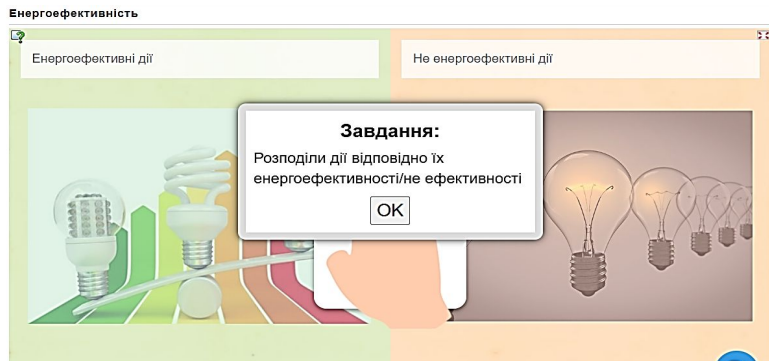 Енергоефективність
Енергоефективні дії
Не енергоефективні дії
Завдання:
Розподіли дії відповідно їх
енергоефективності/не ефективності
OK